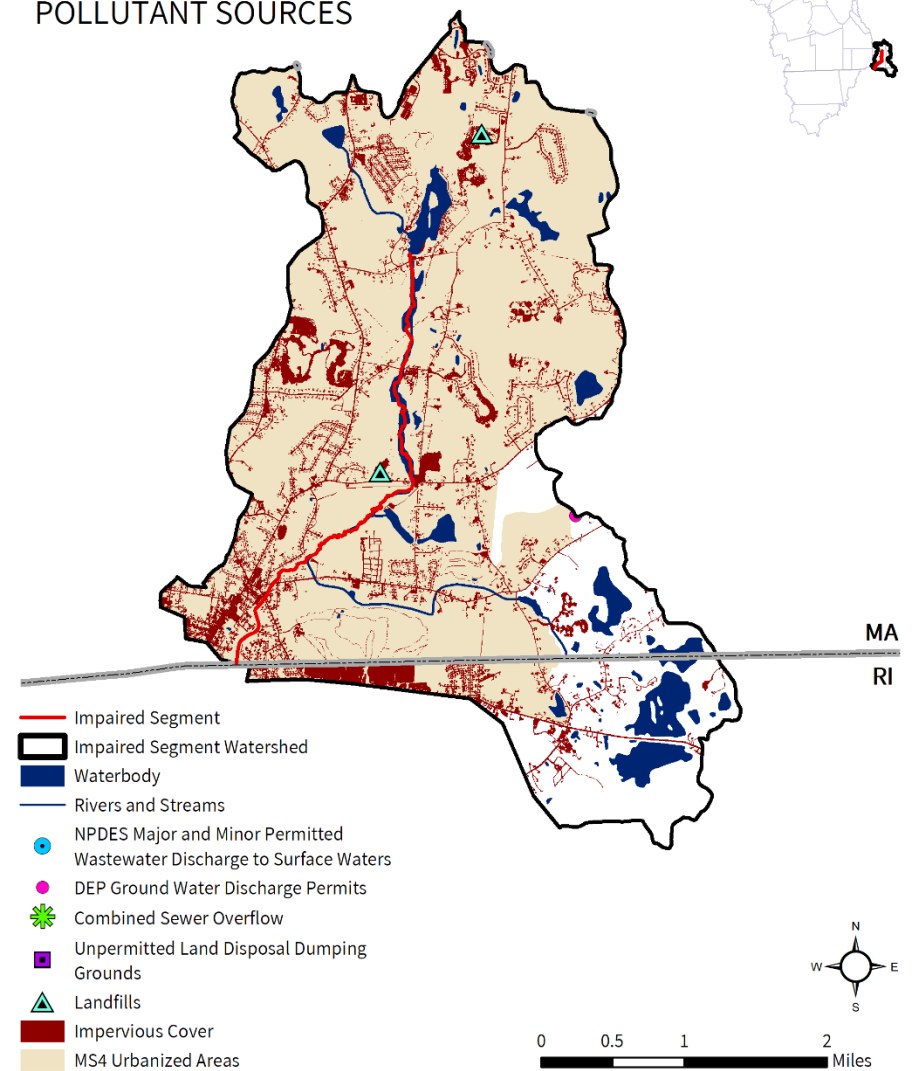 POLLUTANT SOURCES
MA
RI
Impaired Segment
Impaired Segment Watershed
Waterbody
Rivers and Streams
NPDES Major and Minor Permitted
Wastewater Discharge to Surface Waters
DEP Ground Water Discharge Permits
Combined Sewer Overflow
Unpermitted Land Disposal Dumping
Grounds
Landfills
Impervious Cover
MS4 Urbanized Areas
N
W E
S
0 0.5 1 2
Miles